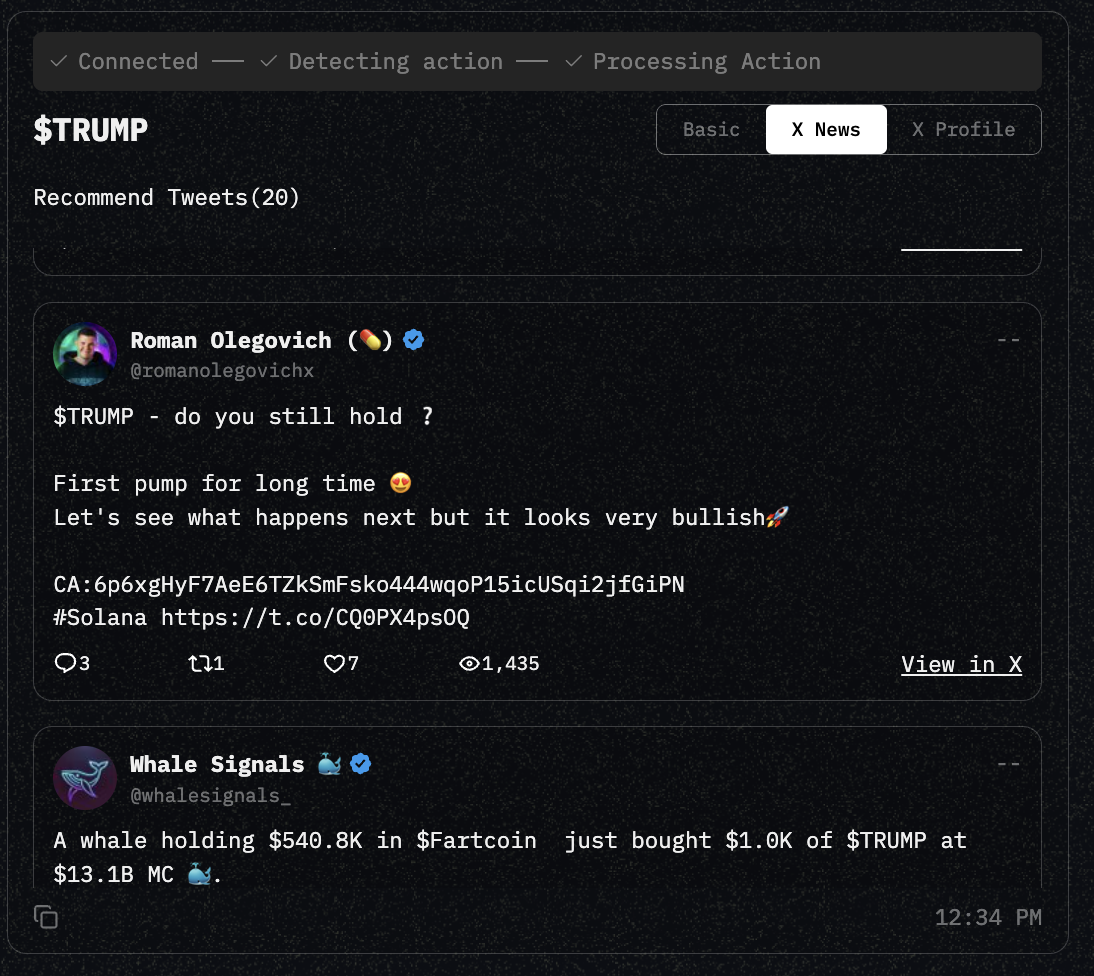 Connected — Detecting action — Processing Action
$TRUMP
Basic X News X Profile
Recommend Tweets(20)
Roman Olegovich (💊)
--
@romanolegovichx
$TRUMP - do you still hold ?
First pump for long time 😍
Let's see what happens next but it looks very bullish🚀
CA:6p6xgHyF7AeE6TZkSmFsko444wqoP15icUSqi2jfGiPN
#Solana https://t.co/CQ0PX4psOQ
3 1 7 1,435 View in X
Whale Signals 🐳
--
@whalesignals_
A whale holding $540.8K in $Fartcoin  just bought $1.0K of $TRUMP at
$13.1B MC 🐳.
12:34 PM